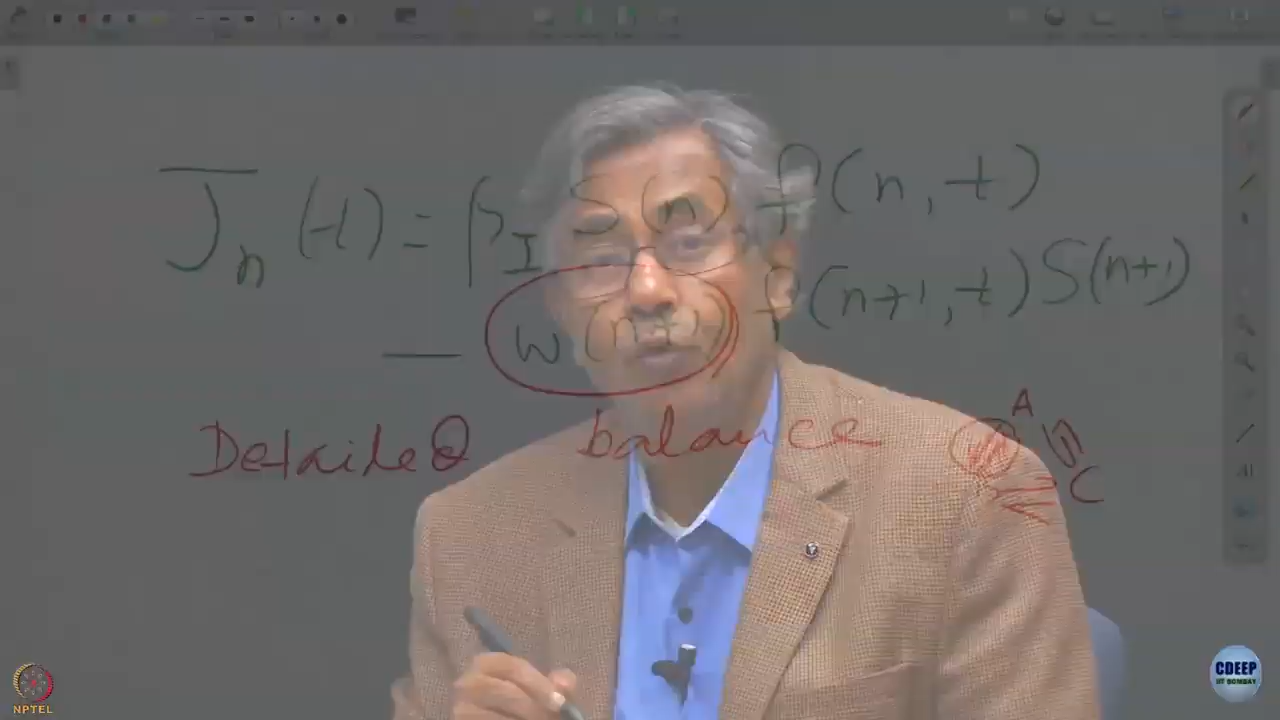 J_n(t) = β_I S(n) f(n,t)
— w(n+1) f(n+1,t) S(n+1)
Detailed balance A B C
NPTEL
CDEEP
IIT BOMBAY